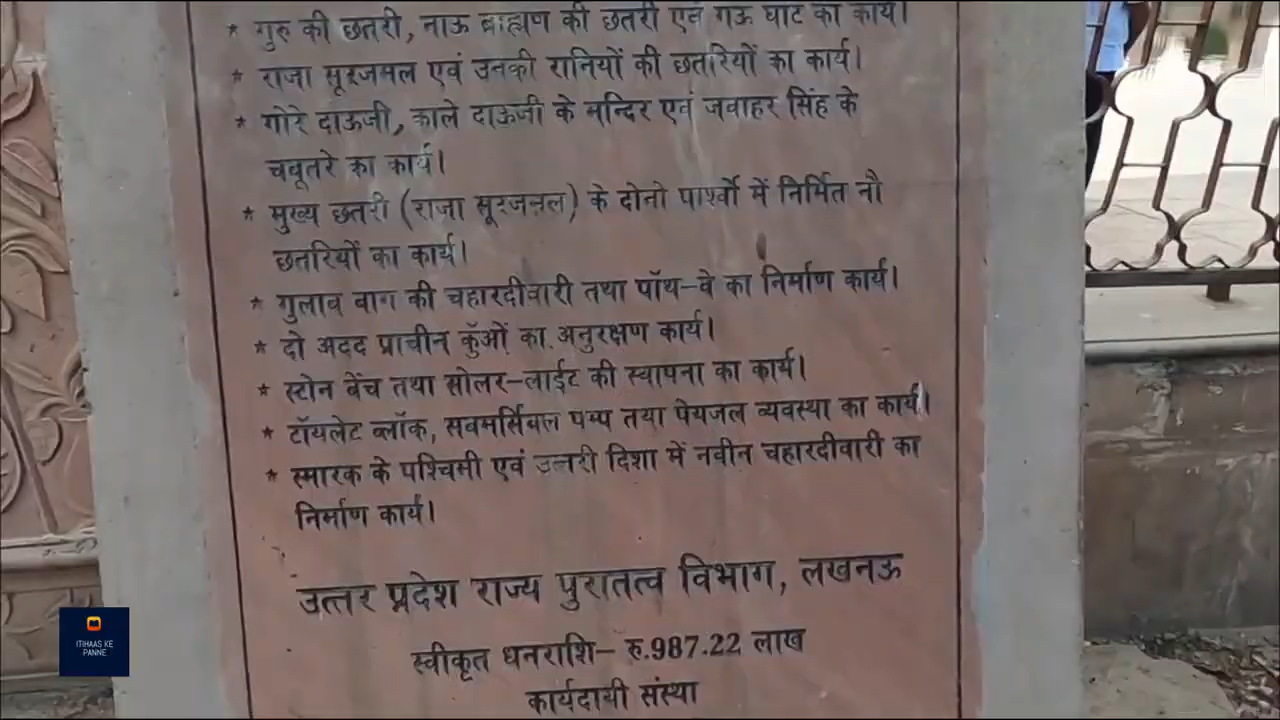 * गुरु की छतरी, नाऊ ब्राह्मण की छतरी एवं गऊ घाट का कार्य।
* राजा सूरजमल एवं उनकी रानियों की छतरियों का कार्य।
* गोरे दाऊजी, काले दाऊजी के मन्दिर एवं जवाहर सिंह के
चबूतरे का कार्य।
* मुख्य छतरी (राजा सूरजमल) के दोनो पार्श्वो में निर्मित नौ
छतरियों का कार्य।
* गुलाब बाग की चहारदीवारी तथा पॉथ-वे का निर्माण कार्य।
* दो अदद प्राचीन कुँओं का अनुरक्षण कार्य।
* स्टोन बेंच तथा सोलर-लाईट की स्थापना का कार्य।
* टॉयलेट ब्लॉक, सबमर्सिबल पम्प तथा पेयजल व्यवस्था का कार्य।
* स्मारक के पश्चिमी एवं उत्तरी दिशा में नवीन चहारदीवारी का
निर्माण कार्य।
उत्तर प्रदेश राज्य पुरातत्व विभाग, लखनऊ
स्वीकृत धनराशि- रु.987.22 लाख
कार्यदायी संस्था
ITIHAAS KE
PANNE